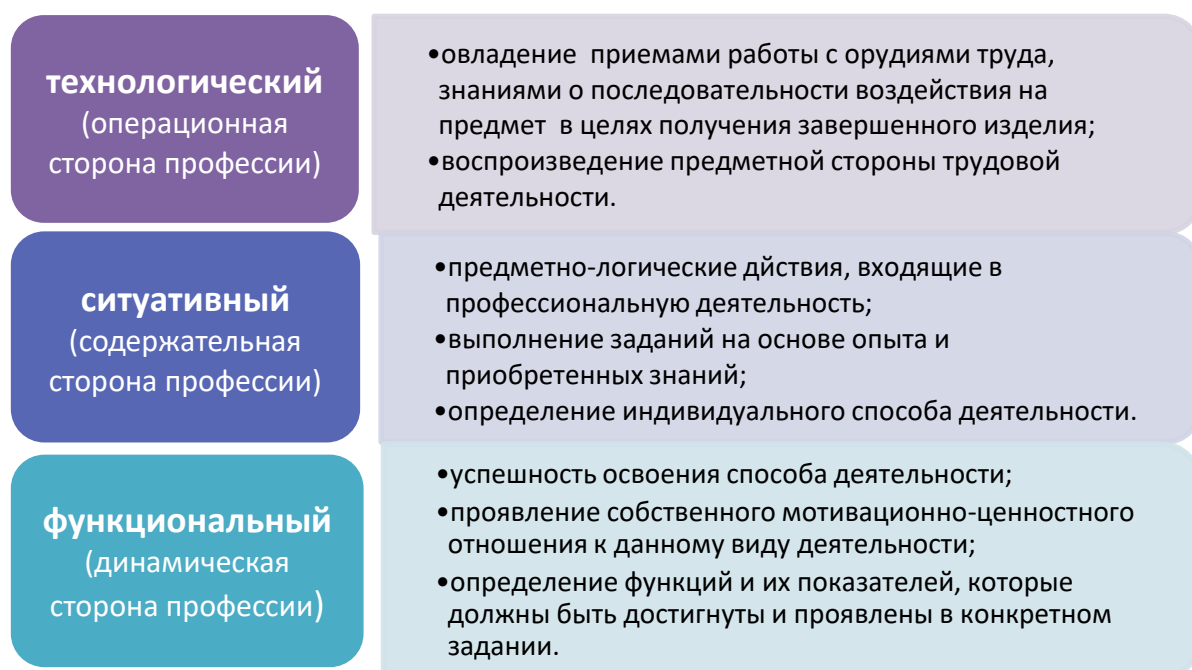 технологический
(операционная
сторона профессии)
•овладение приемами работы с орудиями труда,
знаниями о последовательности воздействия на
предмет в целях получения завершенного изделия;
•воспроизведение предметной стороны трудовой
деятельности.
ситуативный
(содержательная
сторона профессии)
•предметно-логические дйствия, входящие в
профессиональную деятельность;
•выполнение заданий на основе опыта и
приобретенных знаний;
•определение индивидуального способа деятельности.
функциональный
(динамическая
сторона профессии)
•успешность освоения способа деятельности;
•проявление собственного мотивационно-ценностного
отношения к данному виду деятельности;
•определение функций и их показателей, которые
должны быть достигнуты и проявлены в конкретном
задании.